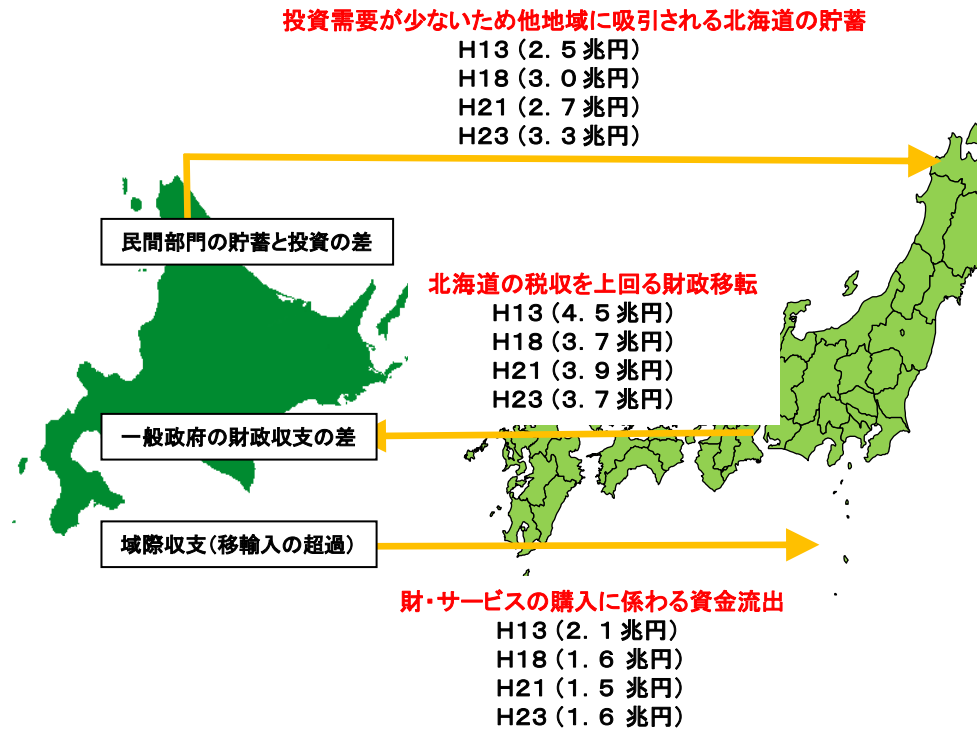 投資需要が少ないため他地域に吸引される北海道の貯蓄
H13（2．5兆円）
H18（3．0兆円）
H21（2．7兆円）
H23（3．3兆円）
民間部門の貯蓄と投資の差
北海道の税収を上回る財政移転
H13（4．5兆円）
H18（3．7兆円）
H21（3．9兆円）
H23（3．7兆円）
一般政府の財政収支の差
域際収支（移輸入の超過）
財・サービスの購入に係わる資金流出
H13（2．1兆円）
H18（1．6 兆円）
H21（1．5 兆円）
H23（1．6 兆円）